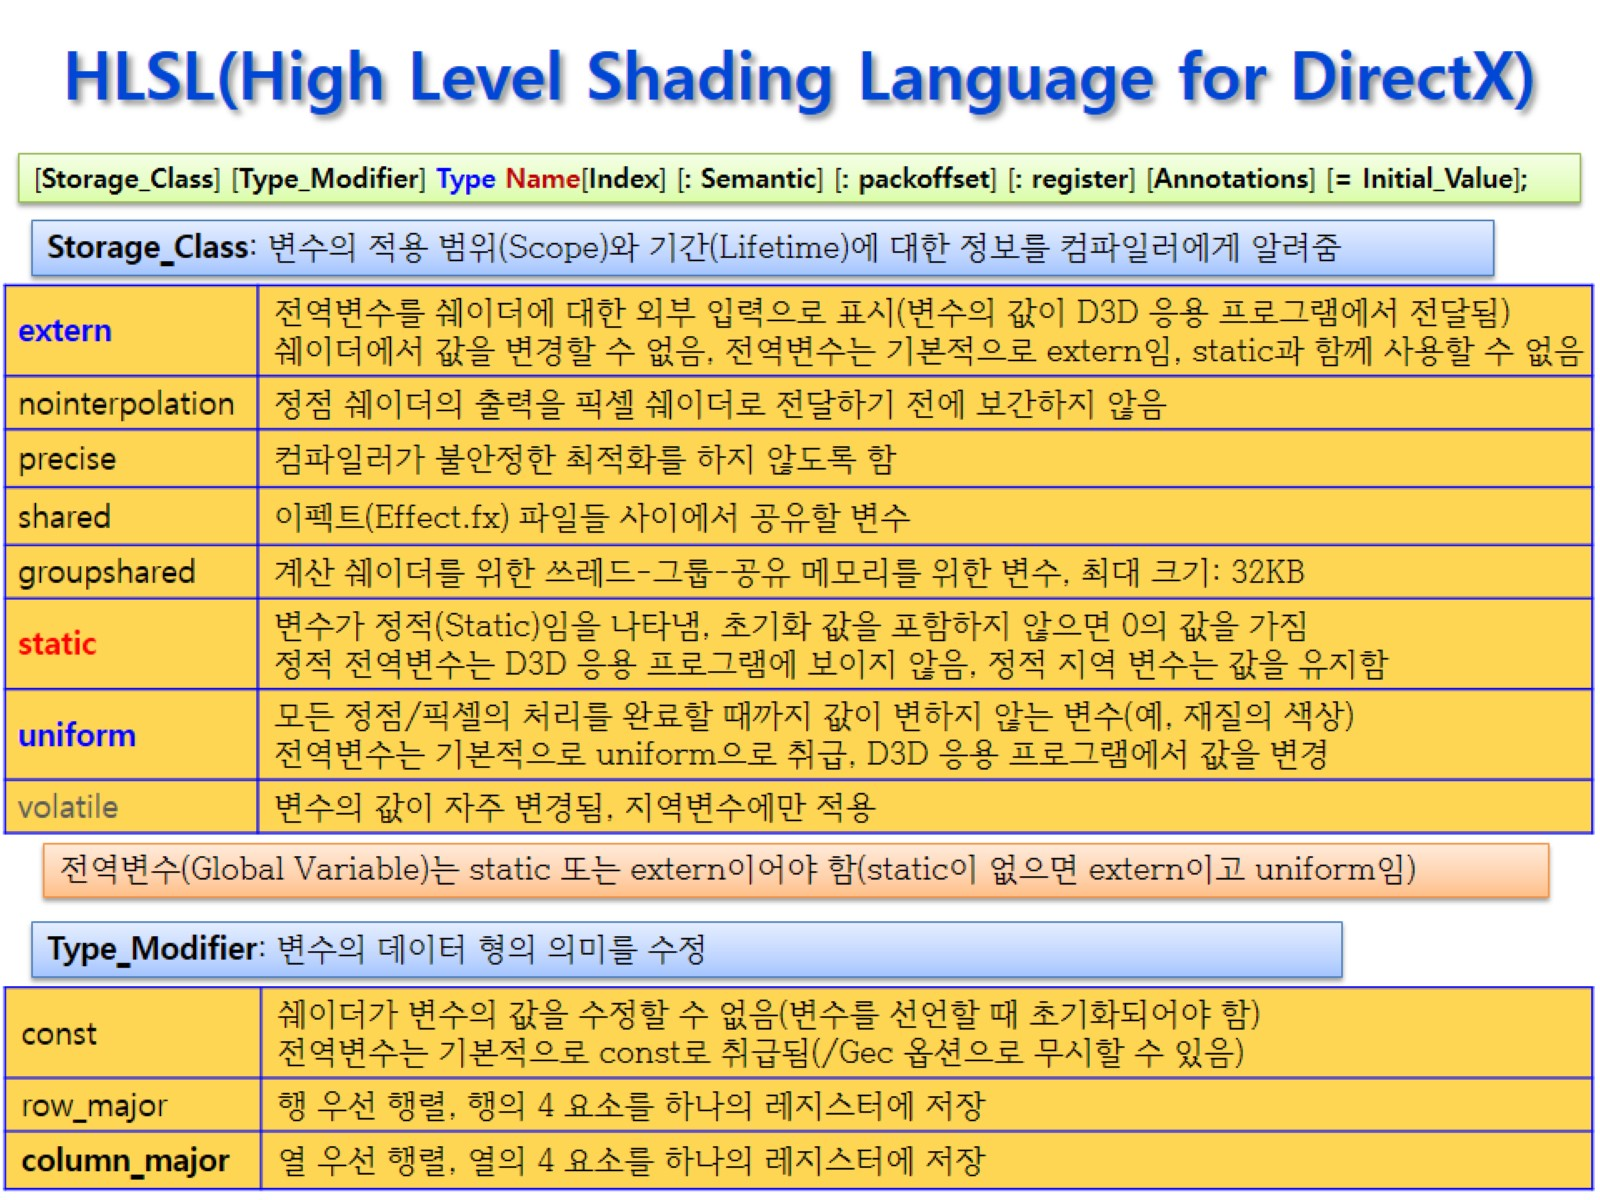 HLSL(High Level Shading Language for DirectX)
[Storage_Class] [Type_Modifier] Type Name[Index] [: Semantic] [: packoffset] [: register] [Annotations] [= Initial_Value];
Storage_Class: 변수의 적용 범위(Scope)와 기간(Lifetime)에 대한 정보를 컴파일러에게 알려줌
extern
전역변수를 쉐이더에 대한 외부 입력으로 표시(변수의 값이 D3D 응용 프로그램에서 전달됨)
쉐이더에서 값을 변경할 수 없음, 전역변수는 기본적으로 extern임, static과 함께 사용할 수 없음
nointerpolation
정점 쉐이더의 출력을 픽셀 쉐이더로 전달하기 전에 보간하지 않음
precise
컴파일러가 불안정한 최적화를 하지 않도록 함
shared
이펙트(Effect.fx) 파일들 사이에서 공유할 변수
groupshared
계산 쉐이더를 위한 쓰레드-그룹-공유 메모리를 위한 변수, 최대 크기: 32KB
static
변수가 정적(Static)임을 나타냄, 초기화 값을 포함하지 않으면 0의 값을 가짐
정적 전역변수는 D3D 응용 프로그램에 보이지 않음, 정적 지역 변수는 값을 유지함
uniform
모든 정점/픽셀의 처리를 완료할 때까지 값이 변하지 않는 변수(예, 재질의 색상)
전역변수는 기본적으로 uniform으로 취급, D3D 응용 프로그램에서 값을 변경
volatile
변수의 값이 자주 변경됨, 지역변수에만 적용
전역변수(Global Variable)는 static 또는 extern이어야 함(static이 없으면 extern이고 uniform임)
Type_Modifier: 변수의 데이터 형의 의미를 수정
const
쉐이더가 변수의 값을 수정할 수 없음(변수를 선언할 때 초기화되어야 함)
전역변수는 기본적으로 const로 취급됨(/Gec 옵션으로 무시할 수 있음)
row_major
행 우선 행렬, 행의 4 요소를 하나의 레지스터에 저장
column_major
열 우선 행렬, 열의 4 요소를 하나의 레지스터에 저장